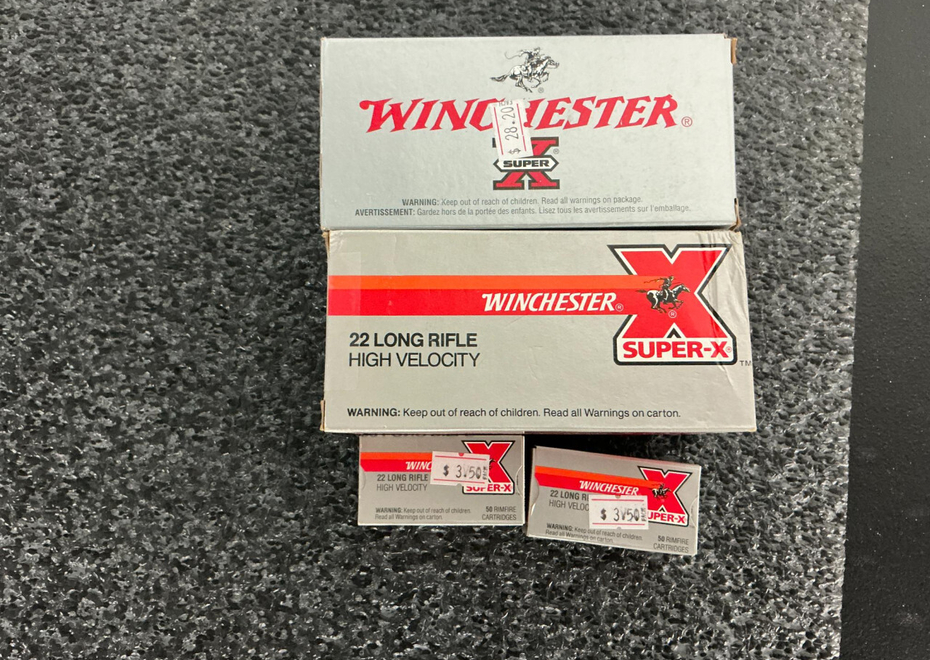 WINCHESTER®
$ 28.20
X®
SUPER
WARNING: Keep out of reach of children. Read all warnings on package.
AVERTISSEMENT: Gardez hors de la portée des enfants. Lisez tous les avertissements sur l'emballage.
WINCHESTER®
X®
SUPER-X®
TM
22 LONG RIFLE
HIGH VELOCITY
WARNING: Keep out of reach of children. Read all Warnings on carton.
WINC
X
22 LONG RIFLE
HIGH VELOCITY
$ 3.50
SUPER-X
WARNING: Keep out of reach of children.
Read all Warnings on carton.
50 RIMFIRE
CARTRIDGES
WINCHESTER
X
22 LONG RI
HIGH VELOC
$ 3.50
UPER-X
WARNING: Keep out of reach of children.
Read all Warnings on carton.
50 RIMFIRE
CARTRIDGES